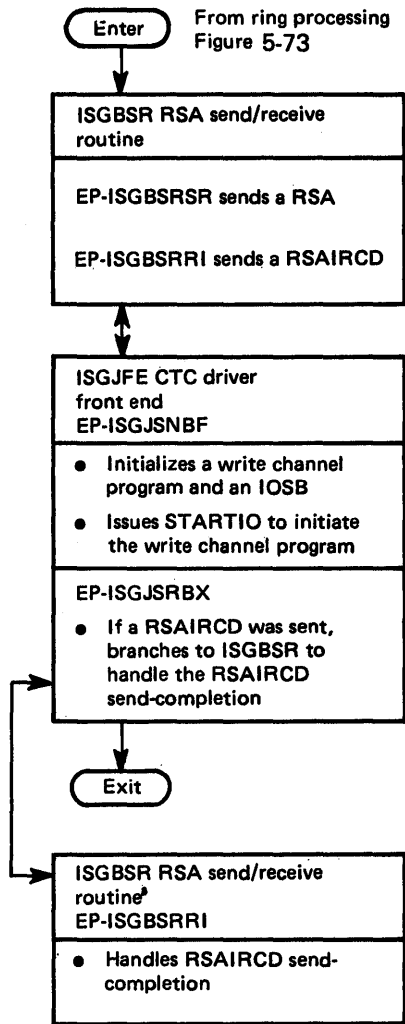 Enter
From ring processing
Figure 5-73
ISGBSR RSA send/receive
routine
EP-ISGBSRSR sends a RSA
EP-ISGBSRRI sends a RSAIRCD
ISGJFE CTC driver
front end
EP-ISGJSNBF
● Initializes a write channel
program and an IOSB
● Issues STARTIO to initiate
the write channel program
EP-ISGJSRBX
● If a RSAIRCD was sent,
branches to ISGBSR to
handle the RSAIRCD
send-completion
Exit
ISGBSR RSA send/receive
routine
EP-ISGBSRRI
● Handles RSAIRCD send-
completion